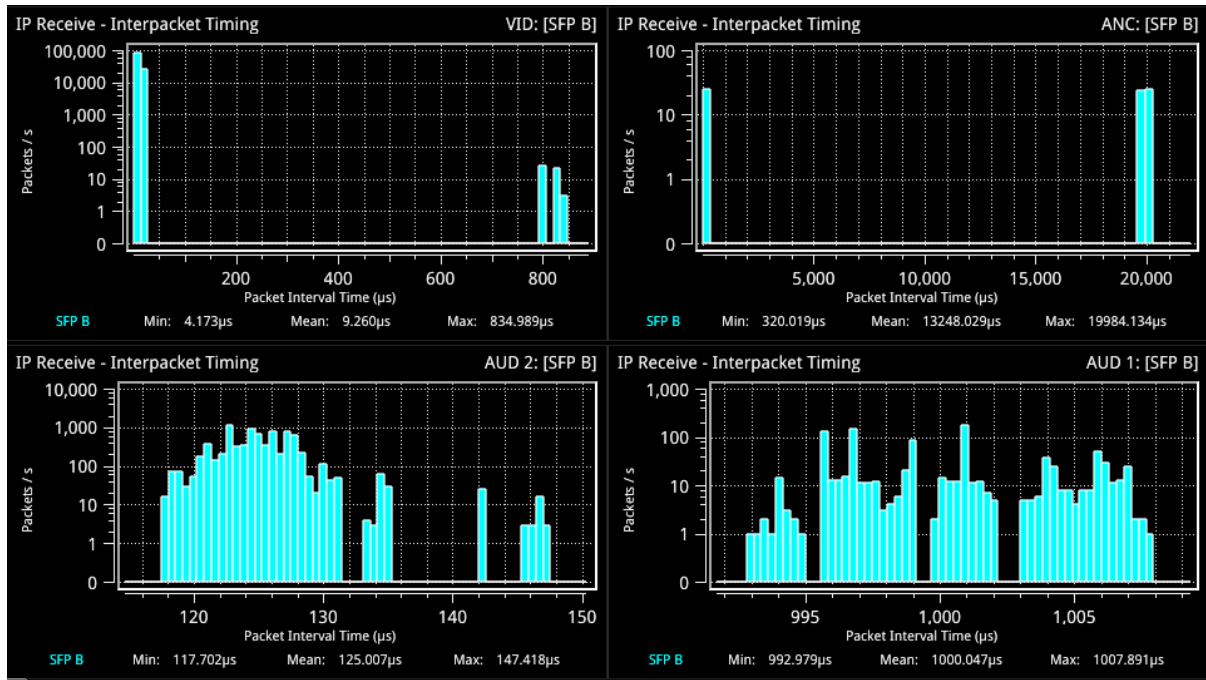 IP Receive - Interpacket Timing VID: [SFP B]
100,000
10,000
1,000
100
10
1
0
Packets / s
200 400 600 800
Packet Interval Time (µs)
SFP B Min: 4.173µs Mean: 9.260µs Max: 834.989µs
IP Receive - Interpacket Timing ANC: [SFP B]
100
10
1
0
Packets / s
5,000 10,000 15,000 20,000
Packet Interval Time (µs)
SFP B Min: 320.019µs Mean: 13248.029µs Max: 19984.134µs
IP Receive - Interpacket Timing AUD 2: [SFP B]
10,000
1,000
100
10
1
0
Packets / s
120 130 140 150
Packet Interval Time (µs)
SFP B Min: 117.702µs Mean: 125.007µs Max: 147.418µs
IP Receive - Interpacket Timing AUD 1: [SFP B]
1,000
100
10
1
0
Packets / s
995 1,000 1,005
Packet Interval Time (µs)
SFP B Min: 992.979µs Mean: 1000.047µs Max: 1007.891µs